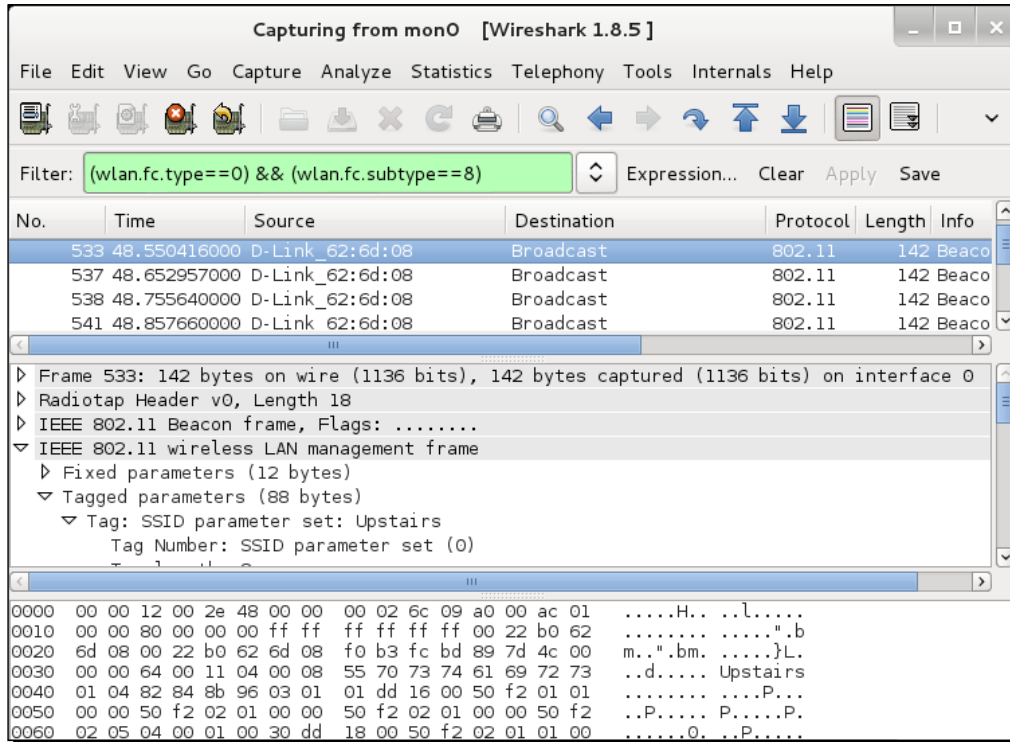 Capturing from mon0 [Wireshark 1.8.5 ]
File Edit View Go Capture Analyze Statistics Telephony Tools Internals Help
Filter: (wlan.fc.type==0) && (wlan.fc.subtype==8) Expression... Clear Apply Save
No. Time Source Destination Protocol Length Info
533 48.550416000 D-Link_62:6d:08 Broadcast 802.11 142 Beaco
537 48.652957000 D-Link_62:6d:08 Broadcast 802.11 142 Beaco
538 48.755640000 D-Link_62:6d:08 Broadcast 802.11 142 Beaco
541 48.857660000 D-Link_62:6d:08 Broadcast 802.11 142 Beaco
Frame 533: 142 bytes on wire (1136 bits), 142 bytes captured (1136 bits) on interface 0
Radiotap Header v0, Length 18
IEEE 802.11 Beacon frame, Flags: ........
IEEE 802.11 wireless LAN management frame
Fixed parameters (12 bytes)
Tagged parameters (88 bytes)
Tag: SSID parameter set: Upstairs
Tag Number: SSID parameter set (0)
0000 00 00 12 00 2e 48 00 00 00 02 6c 09 a0 00 ac 01 .....H.. ..l.....
0010 00 00 80 00 00 00 ff ff ff ff ff ff 00 22 b0 62 ........ .....".b
0020 6d 08 00 22 b0 62 6d 08 f0 b3 fc bd 89 7d 4c 00 m..".bm. .....}L.
0030 00 00 64 00 11 04 00 08 55 70 73 74 61 69 72 73 ..d..... Upstairs
0040 01 04 82 84 8b 96 03 01 01 dd 16 00 50 f2 01 01 ........ ....P...
0050 00 00 50 f2 02 01 00 00 50 f2 02 01 00 00 50 f2 ..P..... P.....P.
0060 02 05 04 00 01 00 30 dd 18 00 50 f2 02 01 01 00 ......0. ..P.....